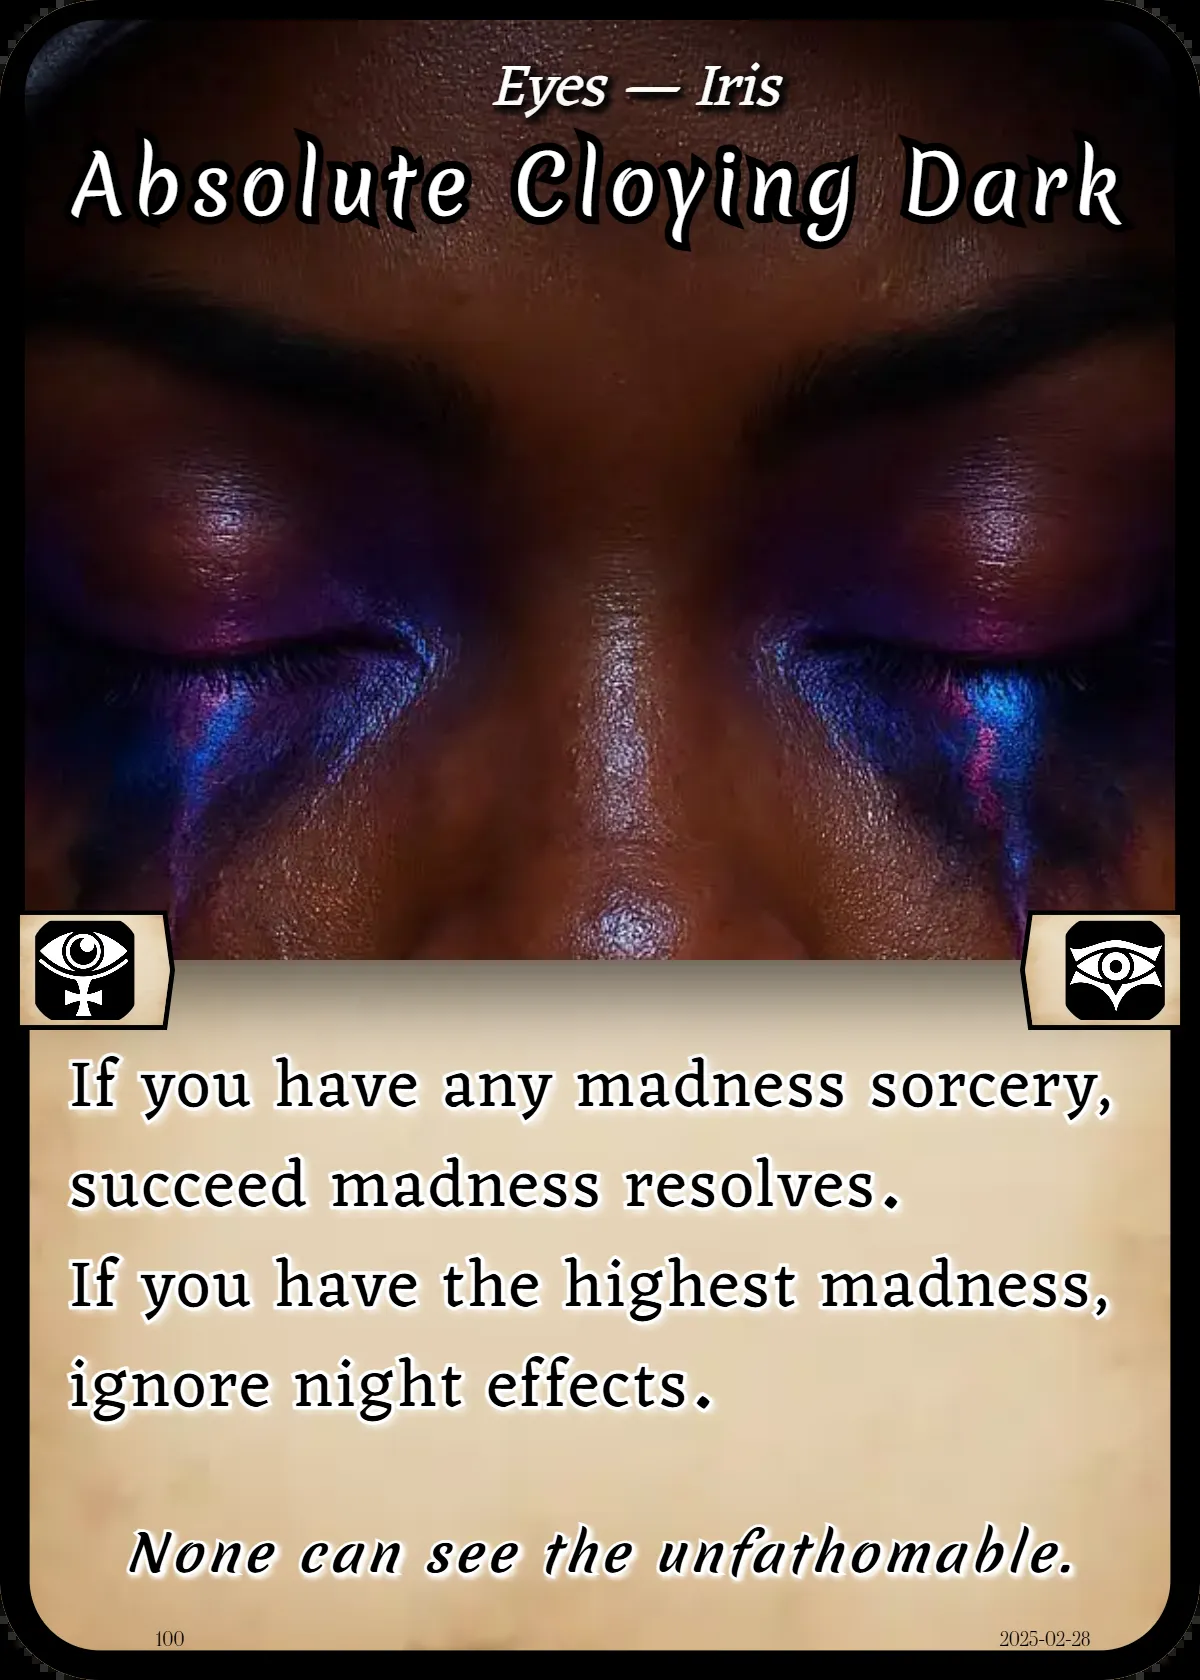 Eyes — Iris
Absolute Cloying Dark
If you have any madness sorcery,
succeed madness resolves.
If you have the highest madness,
ignore night effects.
None can see the unfathomable.
100
2025-02-28